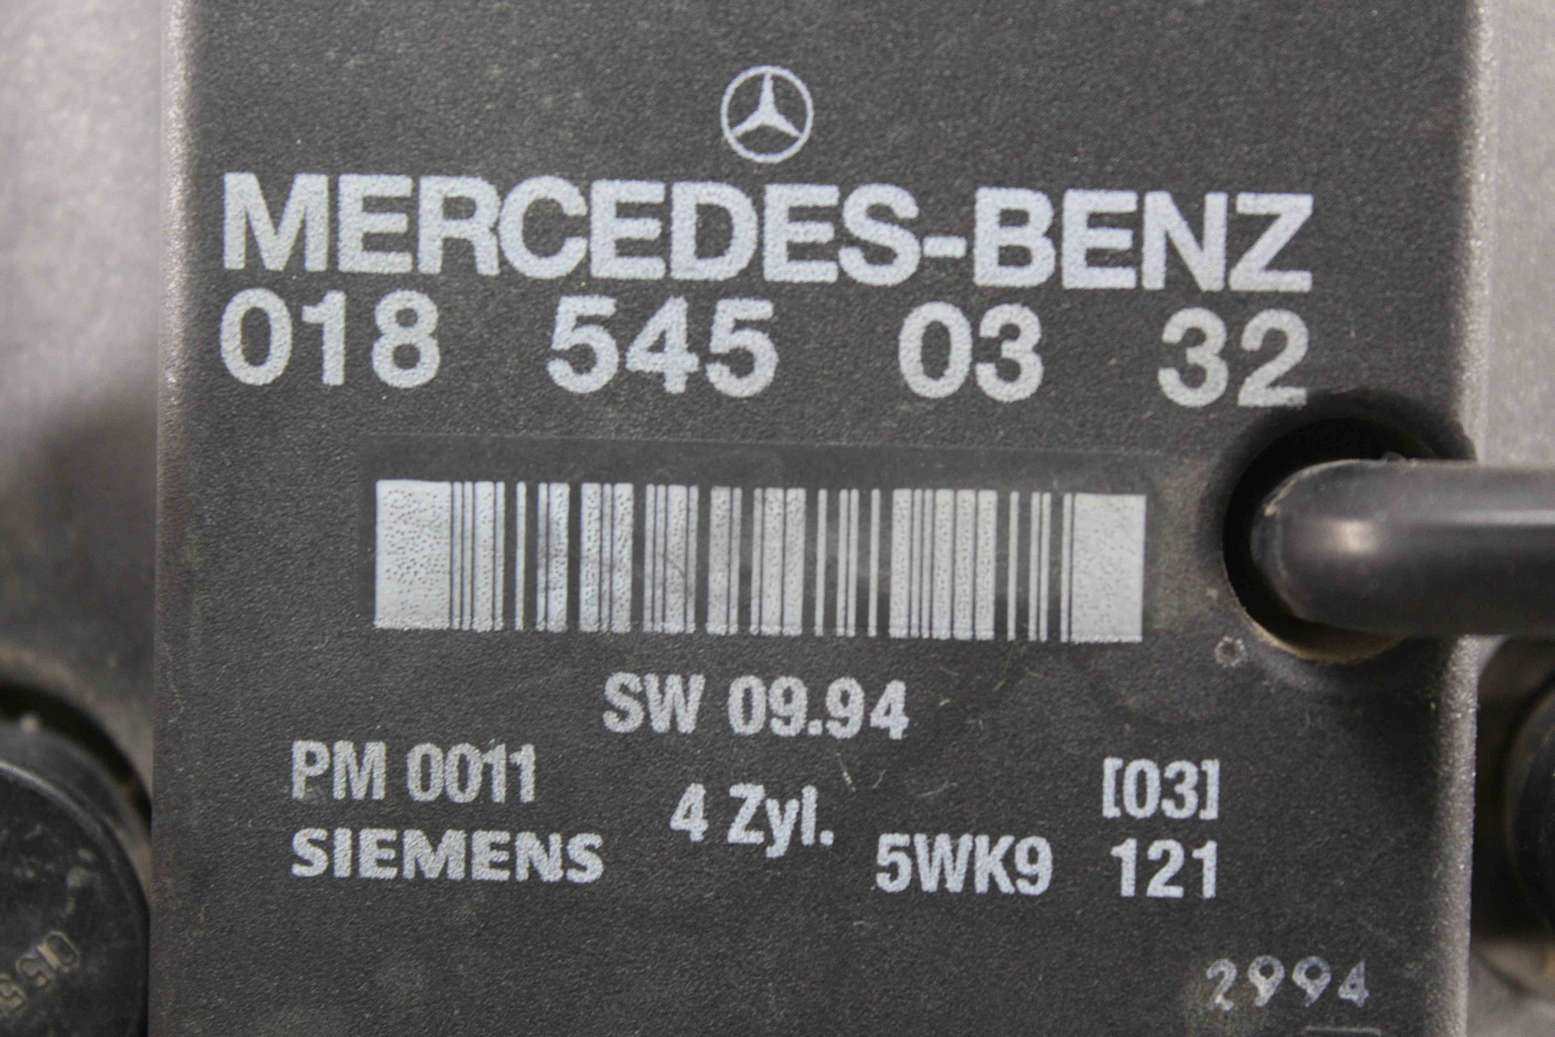 MERCEDES-BENZ
018 545 03 32
SW 09.94
PM 0011
4 Zyl.
[03]
SIEMENS
5WK9 121
2994